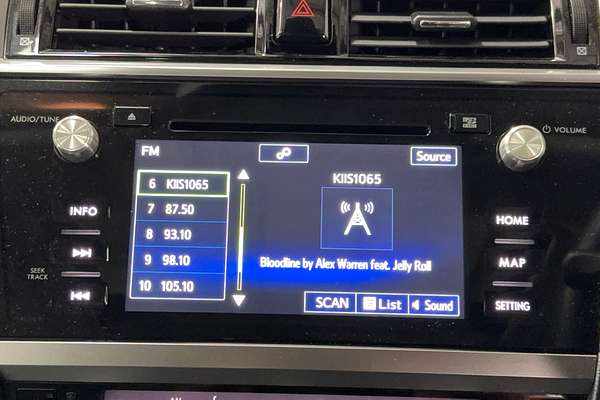 AUDIO/TUNE
VOLUME
FM
Source
6 KIIS1065
KIIS1065
7 87.50
8 93.10
9 98.10
10 105.10
Bloodline by Alex Warren feat. Jelly Roll
SCAN
List
Sound
INFO
SEEK
TRACK
HOME
MAP
SETTING